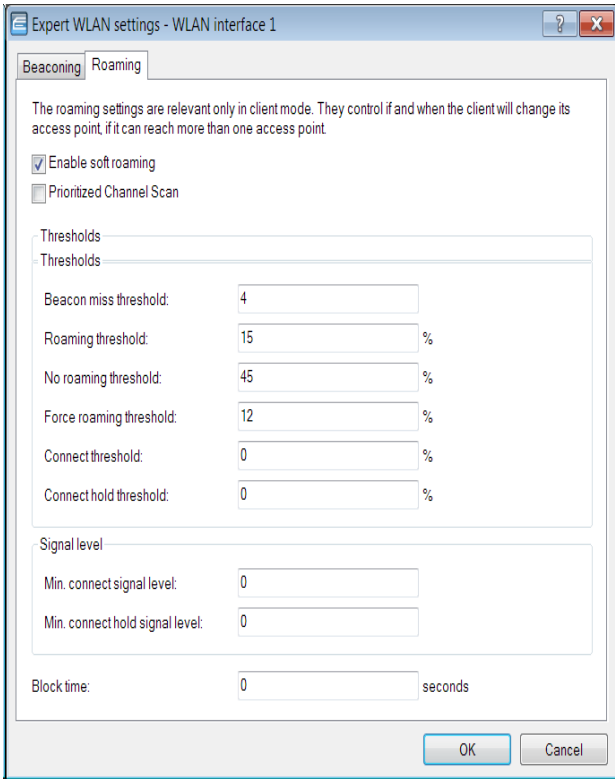 Expert WLAN settings - WLAN interface 1
?
Beaconing Roaming
The roaming settings are relevant only in client mode. They control if and when the client will change its
access point, if it can reach more than one access point.
Enable soft roaming
Prioritized Channel Scan
Thresholds
Thresholds
Beacon miss threshold: 4
Roaming threshold: 15 %
No roaming threshold: 45 %
Force roaming threshold: 12 %
Connect threshold: 0 %
Connect hold threshold: 0 %
Signal level
Min. connect signal level: 0
Min. connect hold signal level: 0
Block time: 0 seconds
OK Cancel